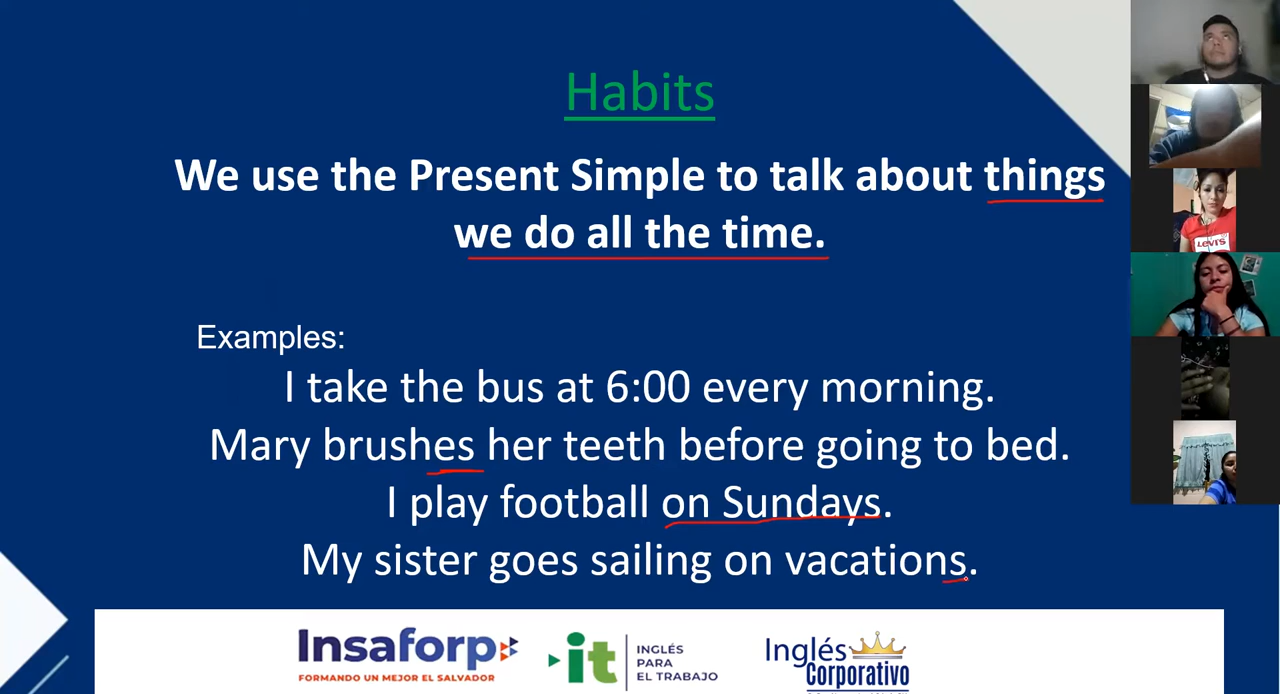 Habits
We use the Present Simple to talk about things
we do all the time.
Examples:
I take the bus at 6:00 every morning.
Mary brushes her teeth before going to bed.
I play football on Sundays.
My sister goes sailing on vacations.
Insaforp
FORMANDO UN MEJOR EL SALVADOR
it
INGLÉS
PARA
EL TRABAJO
Inglés
Corporativo
LEVI'S